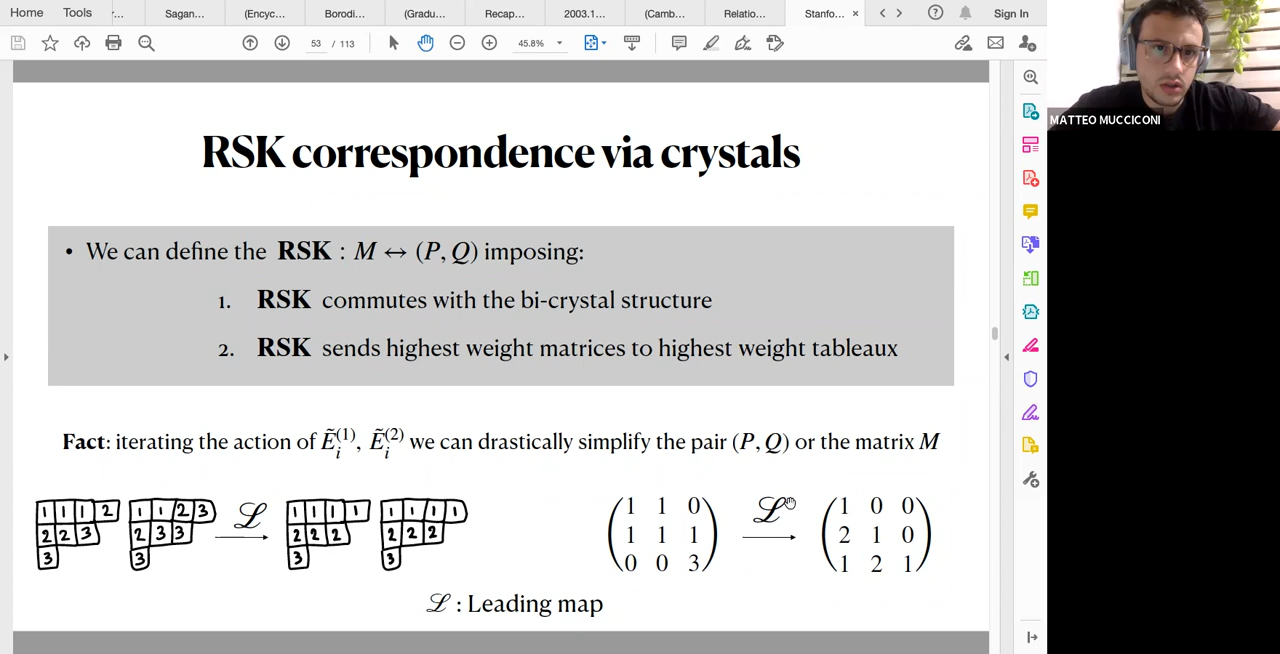 Home Tools r... Sagan... (Encyc... Borodi... (Gradu... Recap... 2003.1... (Camb... Relatio... Stanfo... × Sign In
53 / 113 45.8%
MATTEO MUCCICONI
RSK correspondence via crystals
• We can define the RSK : M ↔ (P, Q) imposing:
1. RSK commutes with the bi-crystal structure
2. RSK sends highest weight matrices to highest weight tableaux
Fact: iterating the action of Ẽ_i^(1), Ẽ_i^(2) we can drastically simplify the pair (P, Q) or the matrix M
1 1 1 2 1 1 2 3 ℒ 1 1 1 1 1 1 1 1 1 1 0 ℒ 1 0 0
2 2 3 2 3 3 → 2 2 2 2 2 2 1 1 1 → 2 1 0
3 3 3 3 0 0 3 1 2 1
ℒ : Leading map